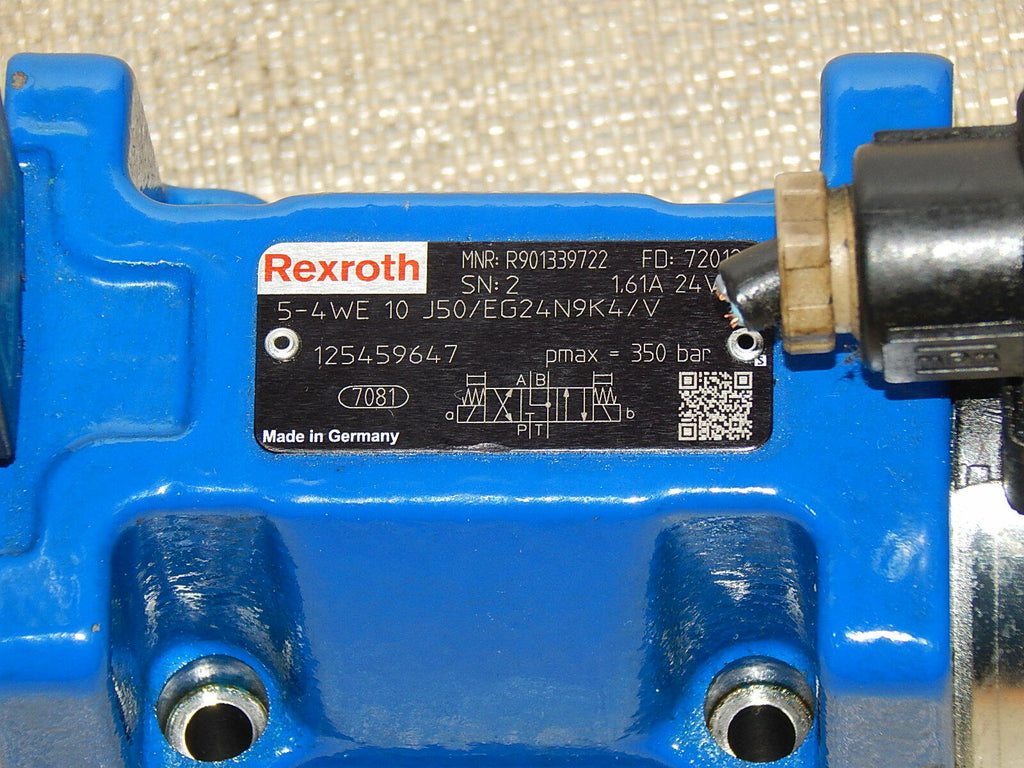 Rexroth MNR: R901339722 FD: 72012
SN: 2 1.61A 24V
5-4WE 10 J50/EG24N9K4/V
125459647 pmax = 350 bar
S
7081
A B
a b
P T T
Made in Germany